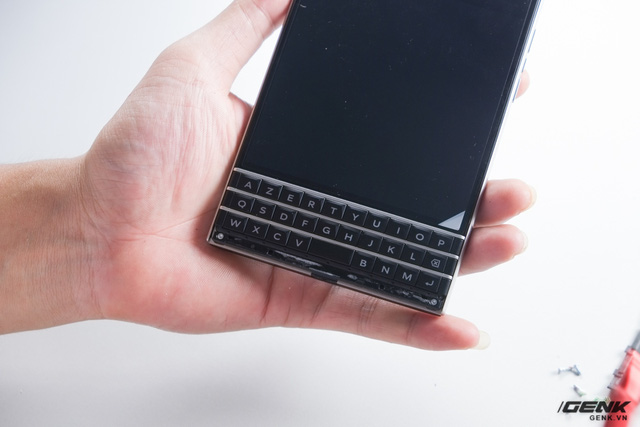 A Z E R T Y U I O P
Q S D F G H J K L
W X C V B N M
GENK
GENK.VN